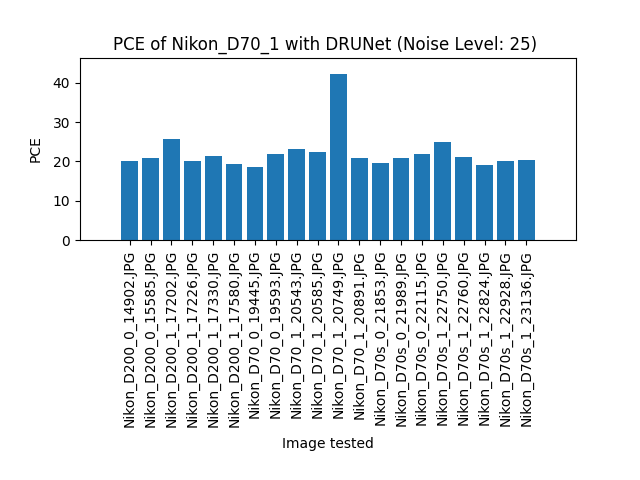 PCE of Nikon_D70_1 with DRUNet (Noise Level: 25)
PCE
40
30
20
10
0
Nikon_D200_0_14902.JPG
Nikon_D200_0_15585.JPG
Nikon_D200_1_17202.JPG
Nikon_D200_1_17226.JPG
Nikon_D200_1_17330.JPG
Nikon_D200_1_17580.JPG
Nikon_D70_0_19445.JPG
Nikon_D70_0_19593.JPG
Nikon_D70_1_20543.JPG
Nikon_D70_1_20585.JPG
Nikon_D70_1_20749.JPG
Nikon_D70_1_20891.JPG
Nikon_D70s_0_21853.JPG
Nikon_D70s_0_21989.JPG
Nikon_D70s_0_22115.JPG
Nikon_D70s_1_22750.JPG
Nikon_D70s_1_22760.JPG
Nikon_D70s_1_22824.JPG
Nikon_D70s_1_22928.JPG
Nikon_D70s_1_23136.JPG
Image tested